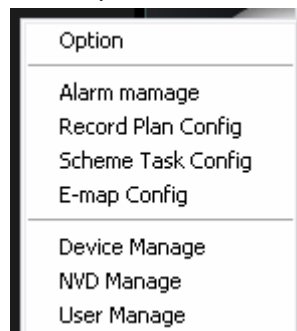 Option
Alarm mamage
Record Plan Config
Scheme Task Config
E-map Config
Device Manage
NVD Manage
User Manage